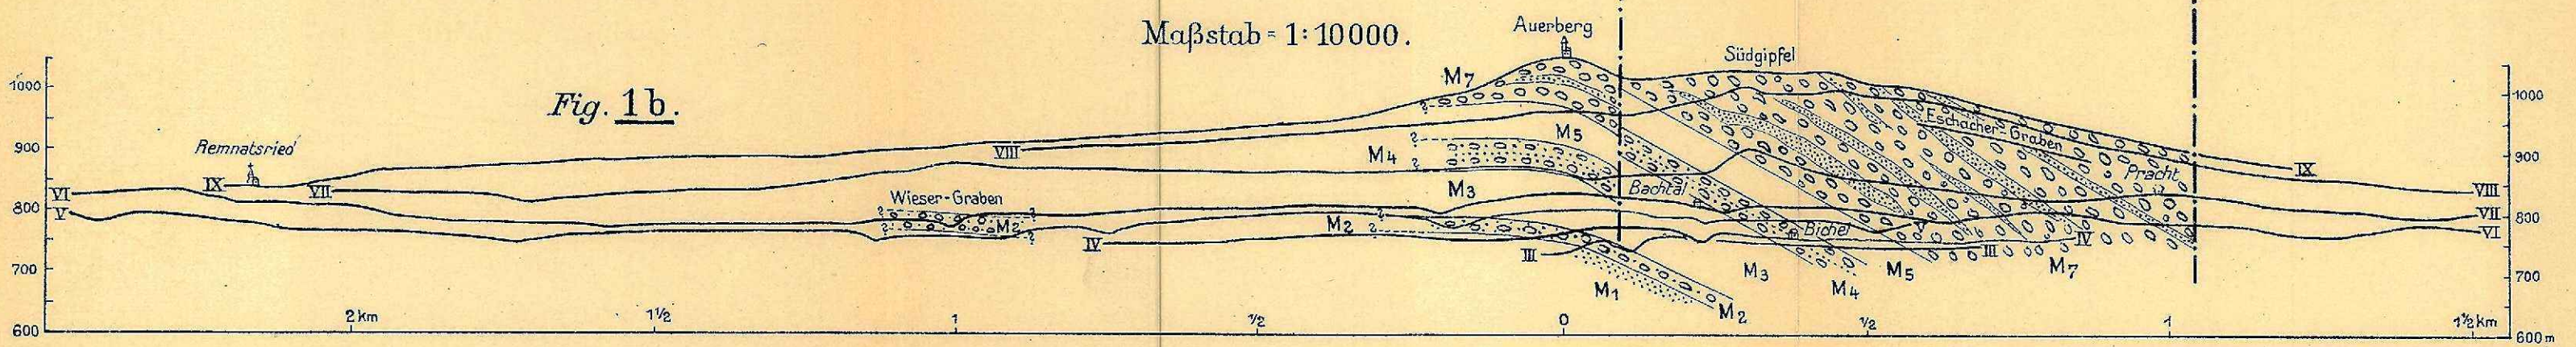 Maßstab = 1:10000.
Fig. 1b.
Auerberg
Südgipfel
1000
M7
1000
Eschacher-Graben
900
Remnatsried
VIII
M5
M4
900
Pracht
IX
IX
VII
VI
M3
Bachtal
VIII
800
V
Wieser-Graben
M2
M2
IV
III
Bichel
V
IV
III
VII
800
VI
700
M1
M3
M4
M5
M7
700
M2
600
2 km
1½
1
½
0
½
1
1½ km
600 m